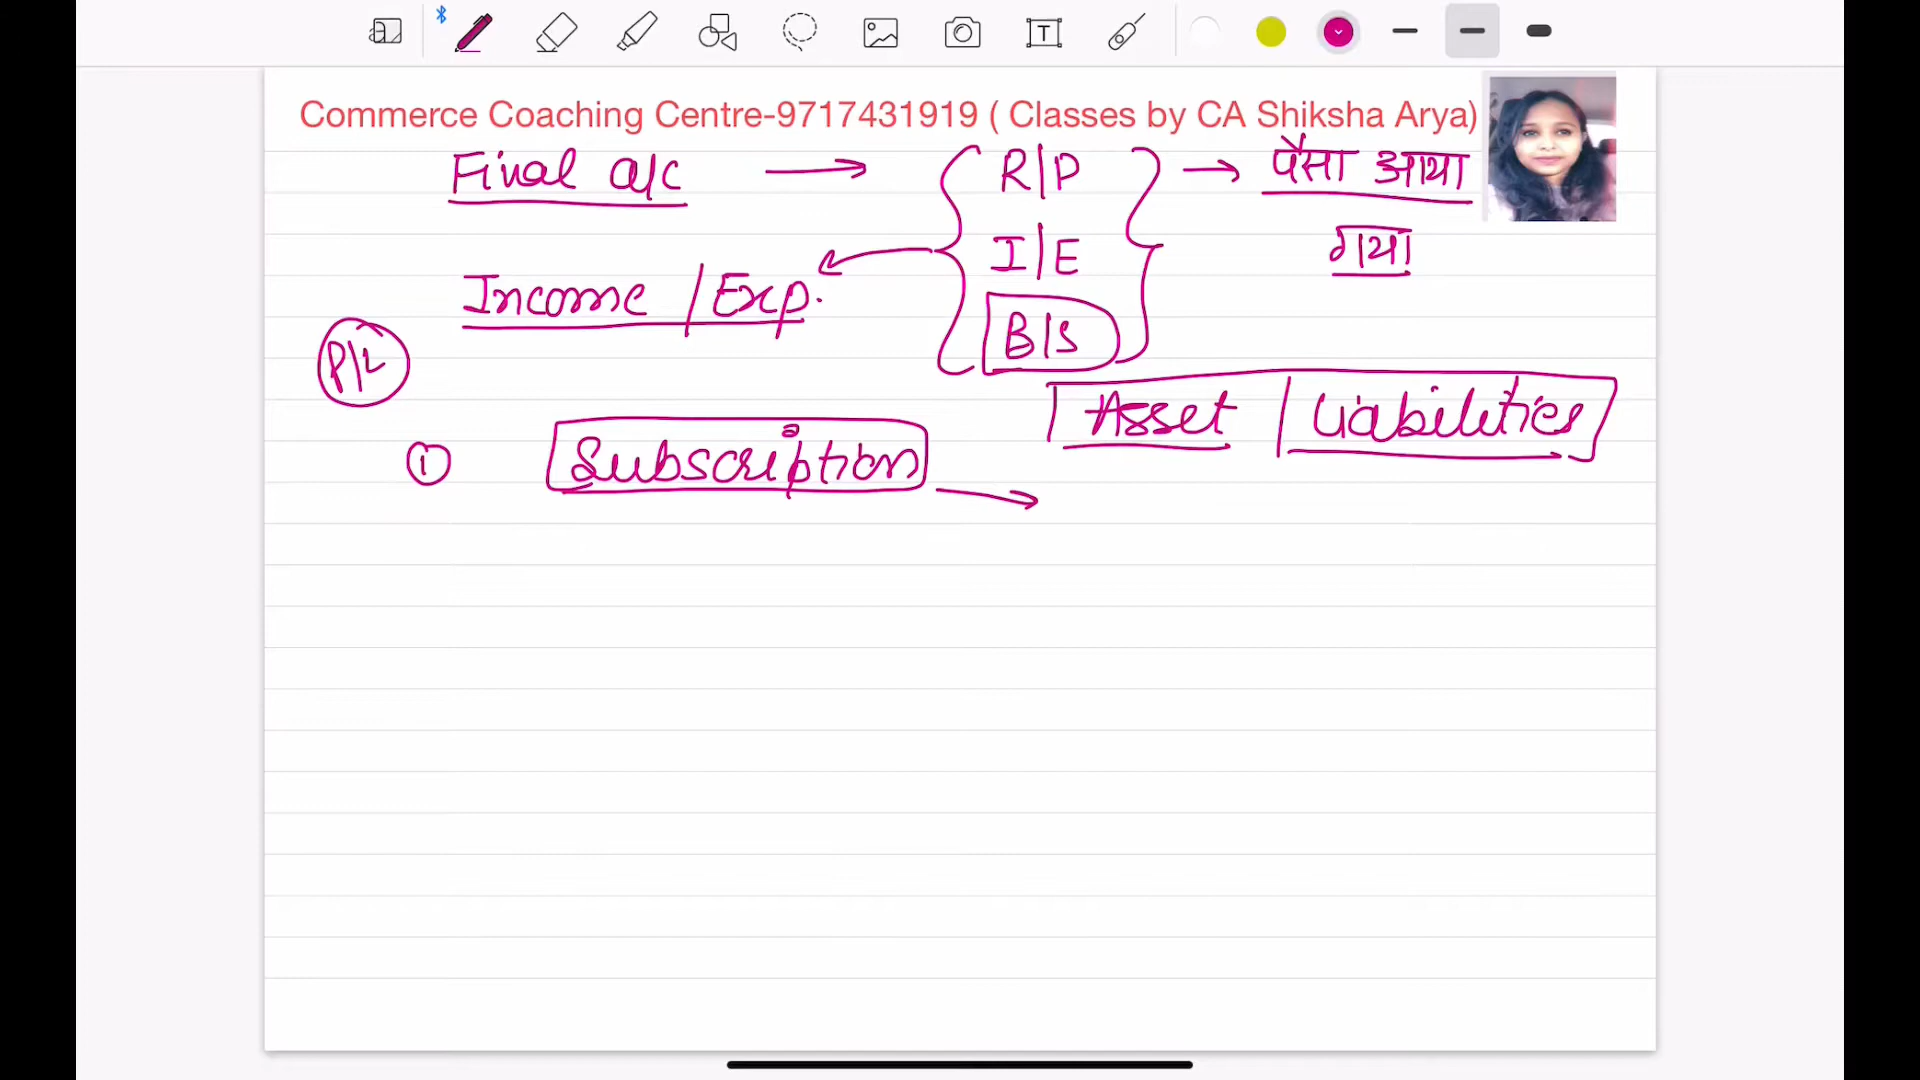 Commerce Coaching Centre-9717431919 ( Classes by CA Shiksha Arya)
Final a/c → R/P → पैसा आया
गया
I/E
Income / Exp.
B/S
P/L
Asset | Liabilities
① Subscription →